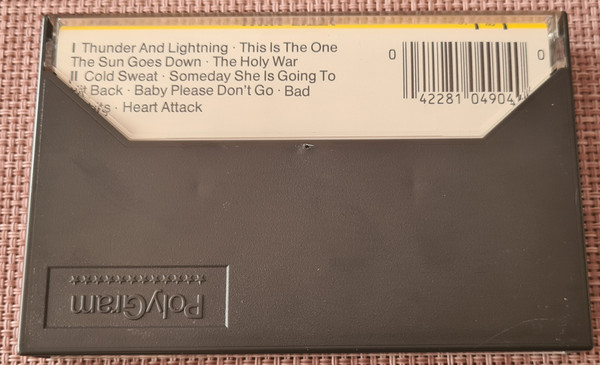 I Thunder And Lightning · This Is The One
The Sun Goes Down · The Holy War
II Cold Sweat · Someday She Is Going To
Back · Baby Please Don't Go · Bad
· Heart Attack
0 42281 04904 0
PolyGram